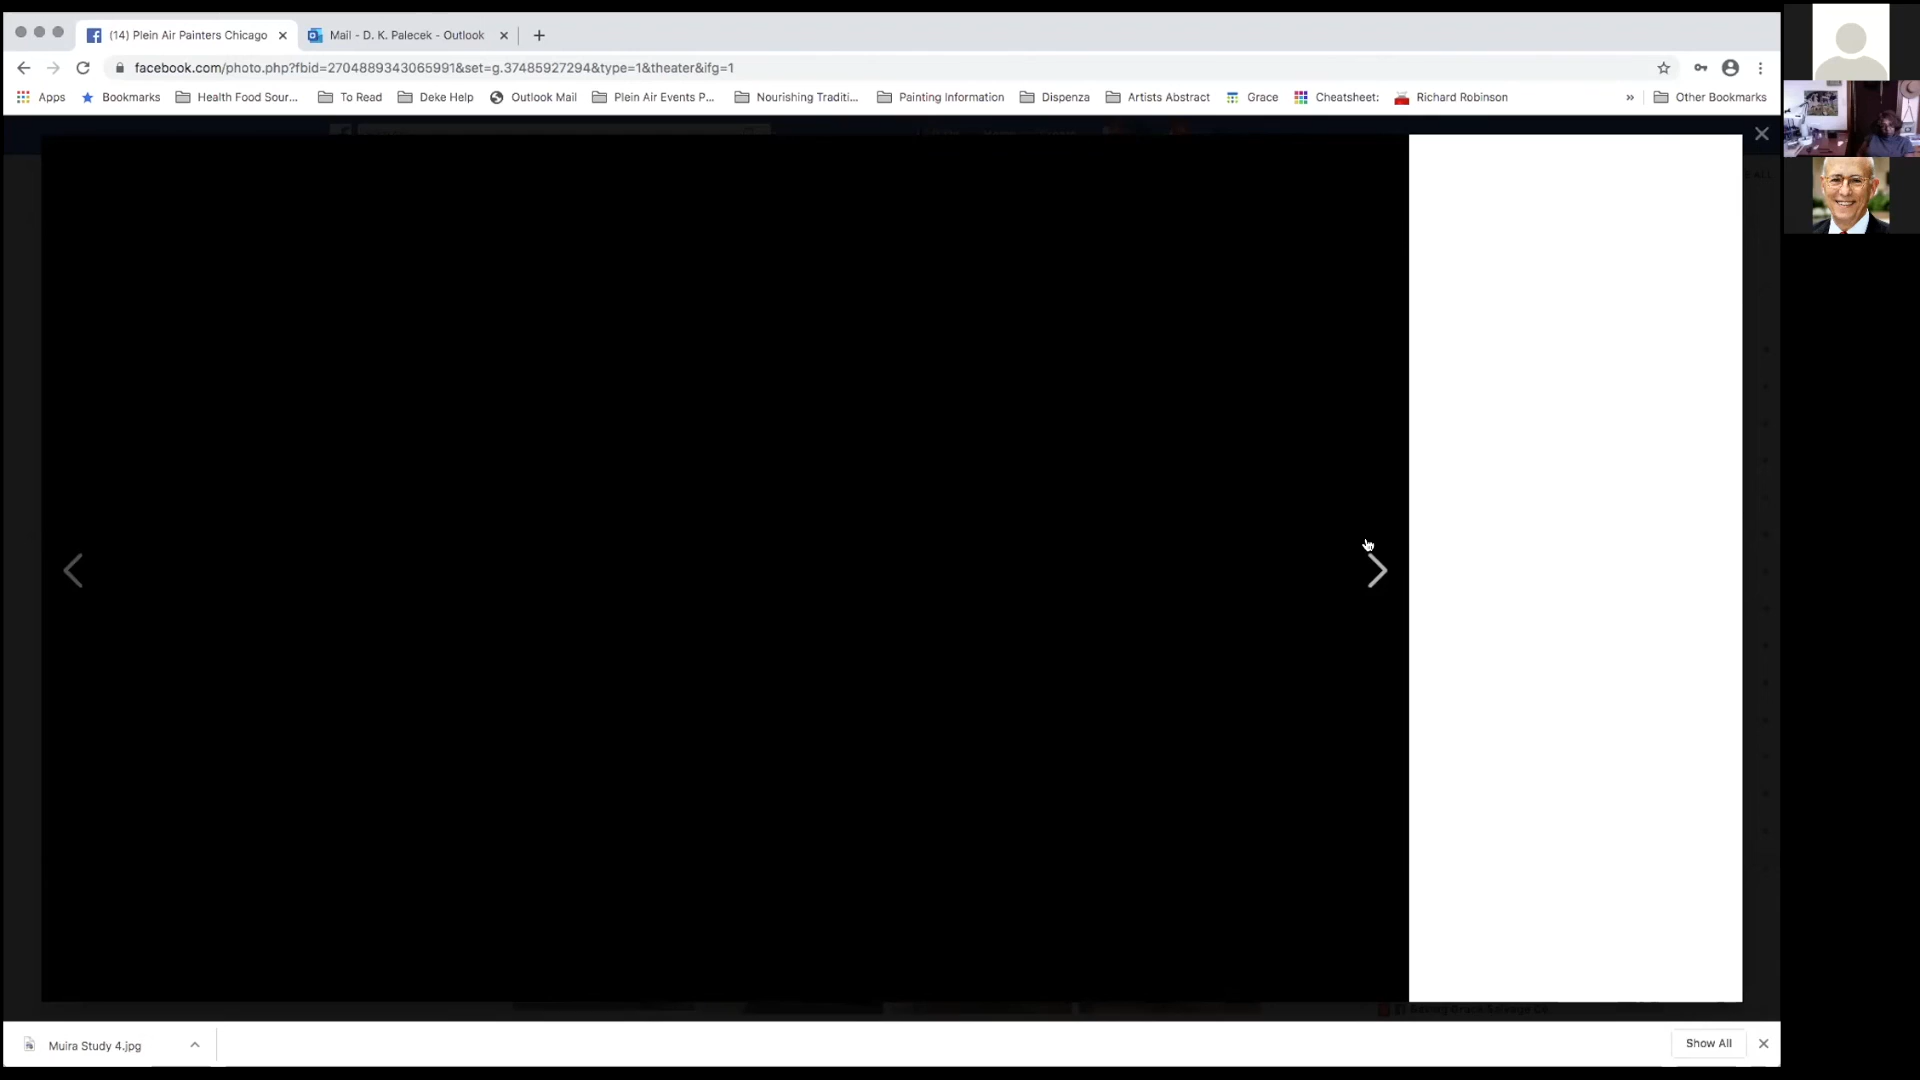 (14) Plein Air Painters Chicago
Mail - D. K. Palecek - Outlook
facebook.com/photo.php?fbid=2704889343065991&set=g.37485927294&type=1&theater&ifg=1
Apps Bookmarks Health Food Sour... To Read Deke Help Outlook Mail Plein Air Events P... Nourishing Traditi... Painting Information Dispenza Artists Abstract Grace Cheatsheet: Richard Robinson » Other Bookmarks
Muira Study 4.jpg
Show All